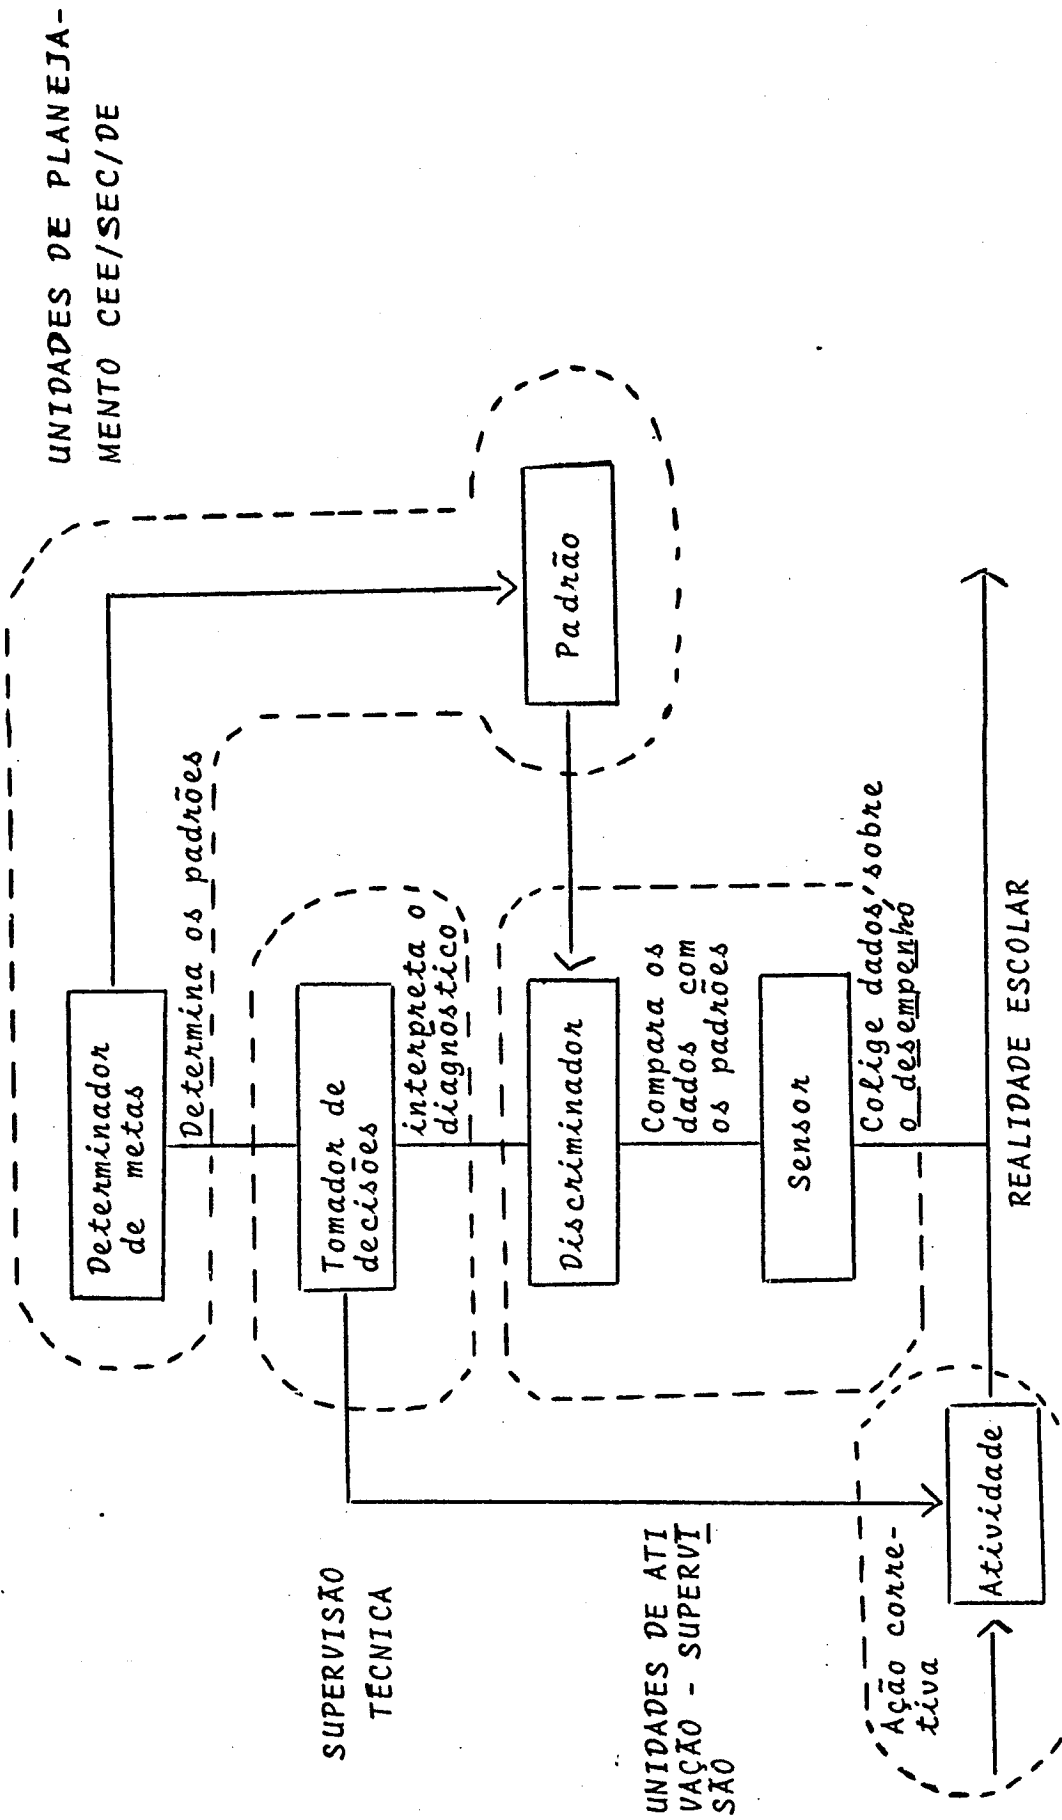 UNIDADES DE PLANEJA-
MENTO CEE/SEC/DE
Determinador
de metas
Determina os padrões
SUPERVISÃO
TÉCNICA
Tomador de
decisões
interpreta o
diagnóstico
Padrão
Discriminador
Compara os
dados com
os padrões
UNIDADES DE ATI
VAÇÃO - SUPERVI
SÃO
Sensor
Colige dados sobre
o desempenho
Ação corre-
tiva
Atividade
REALIDADE ESCOLAR